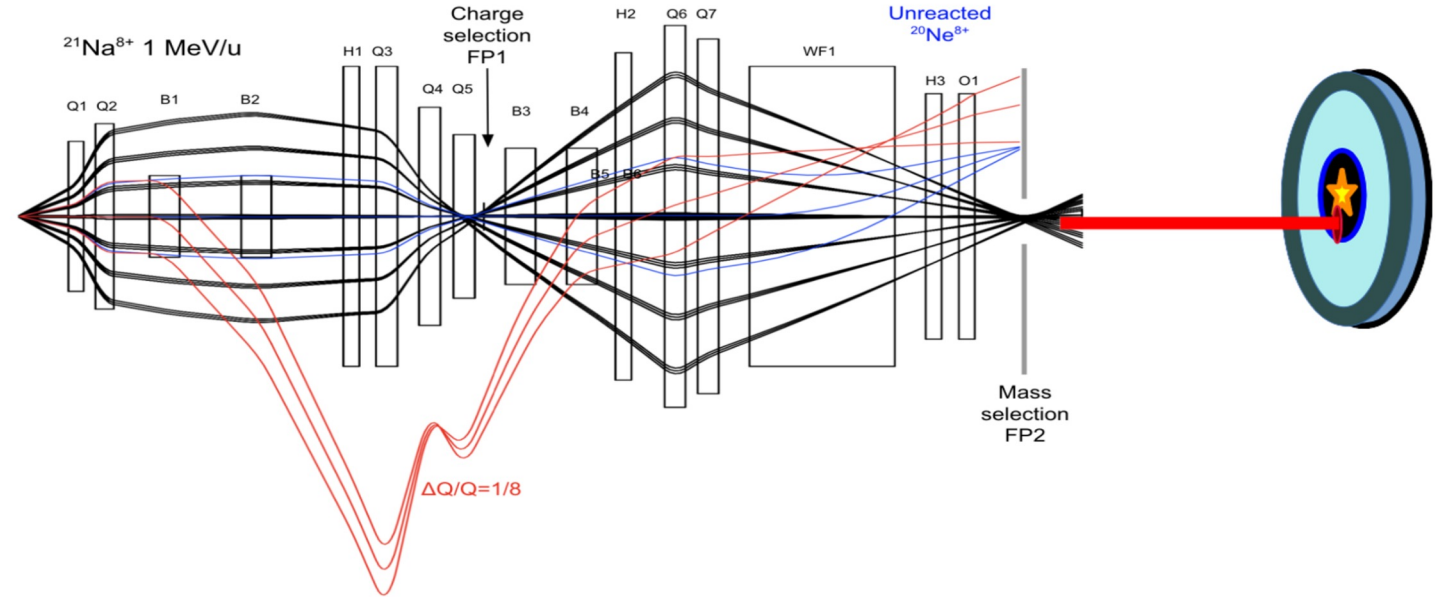 Charge
selection
FP1
H2
Q6 Q7
Unreacted
²⁰Ne⁸⁺
²¹Na⁸⁺ 1 MeV/u
H1 Q3
WF1
Q1 Q2
B1
B2
Q4 Q5
B3
B4
H3 O1
B5 B6
Mass
selection
FP2
ΔQ/Q=1/8